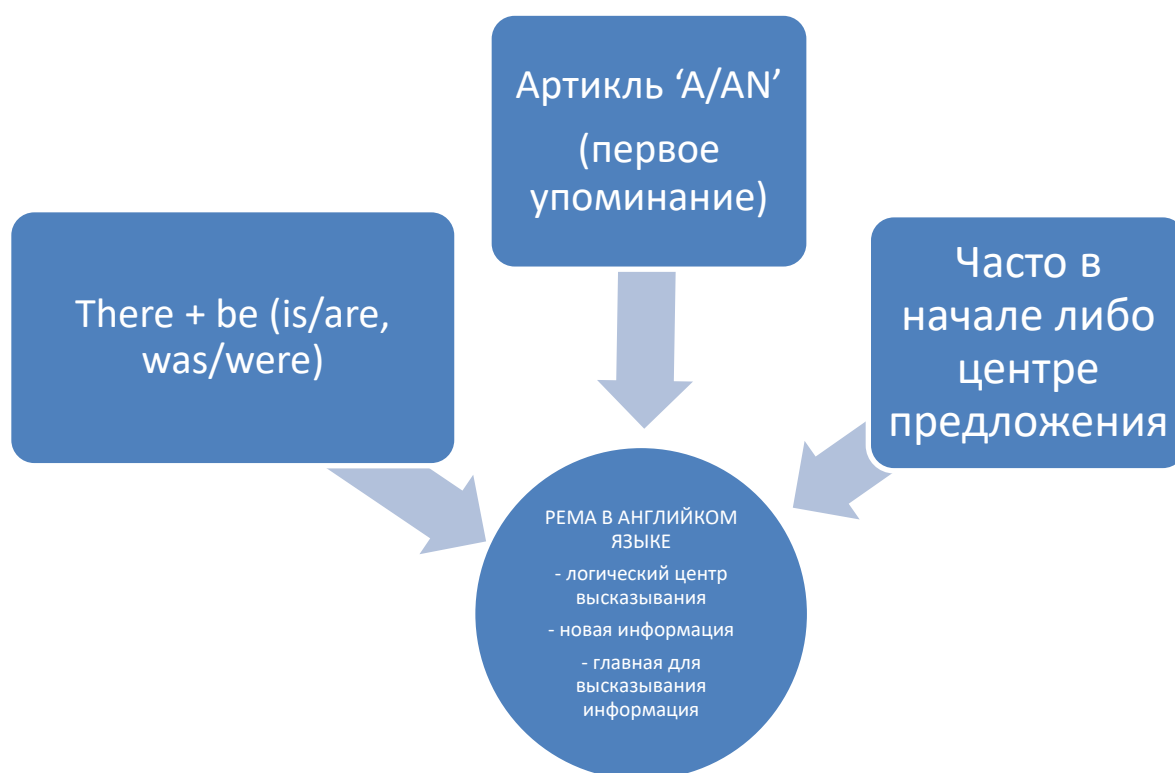 There + be (is/are,
was/were)
Артикль ‘A/AN’
(первое
упоминание)
Часто в
начале либо
центре
предложения
РЕМА В АНГЛИЙКОМ
ЯЗЫКЕ
- логический центр
высказывания
- новая информация
- главная для
высказывания
информация